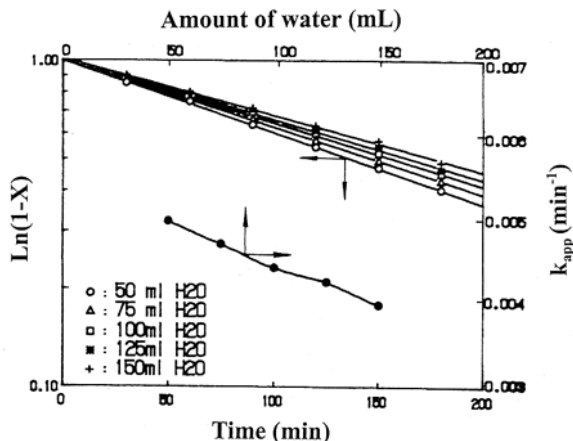 Amount of water (mL)
0 50 100 150 200
1.00
0.10
Ln(1-X)
0.007
0.006
0.005
0.004
0.003
k_app (min⁻¹)
○ : 50 ml H2O
△ : 75 ml H2O
□ : 100ml H2O
✱ : 125ml H2O
+ : 150ml H2O
0 50 100 150 200
Time (min)